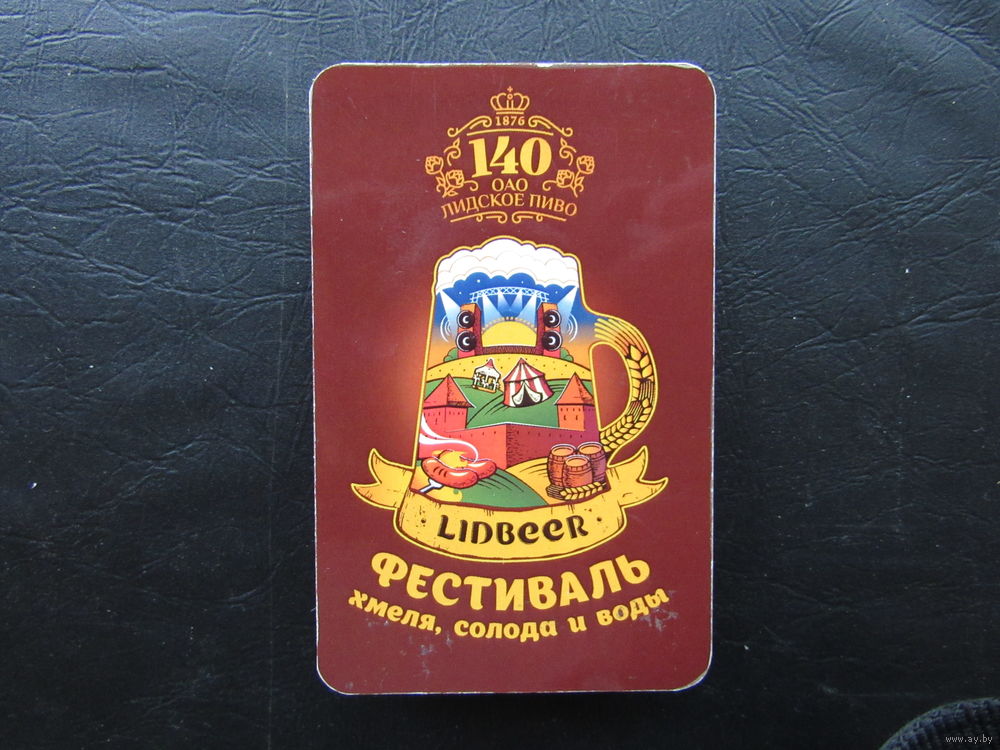 1876
140
ОАО
ЛИДСКОЕ ПИВО
LIDBEER
ФЕСТИВАЛЬ
хмеля, солода и воды
www.ay.by